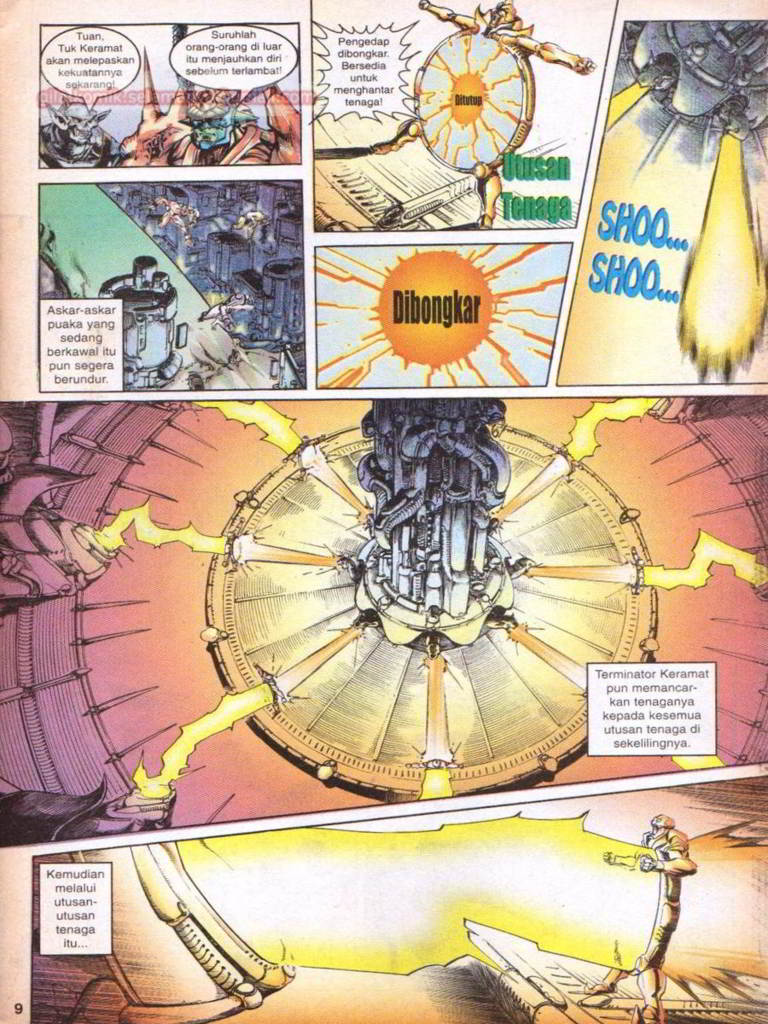 Tuan,
Tuk Keramat
akan melepaskan
kekuatannya
sekarang!
Suruhlah
orang-orang di luar
itu menjauhkan diri
sebelum terlambat!
Pengedap
dibongkar.
Bersedia
untuk
menghantar
tenaga!
Ditutup
Utusan
Tenaga
SHOO...
SHOO...
Askar-askar
puaka yang
sedang
berkawal itu
pun segera
berundur.
Dibongkar
Terminator Keramat
pun memancar-
kan tenaganya
kepada kesemua
utusan tenaga di
sekelilingnya.
Kemudian
melalui
utusan-
utusan
tenaga
itu...
9